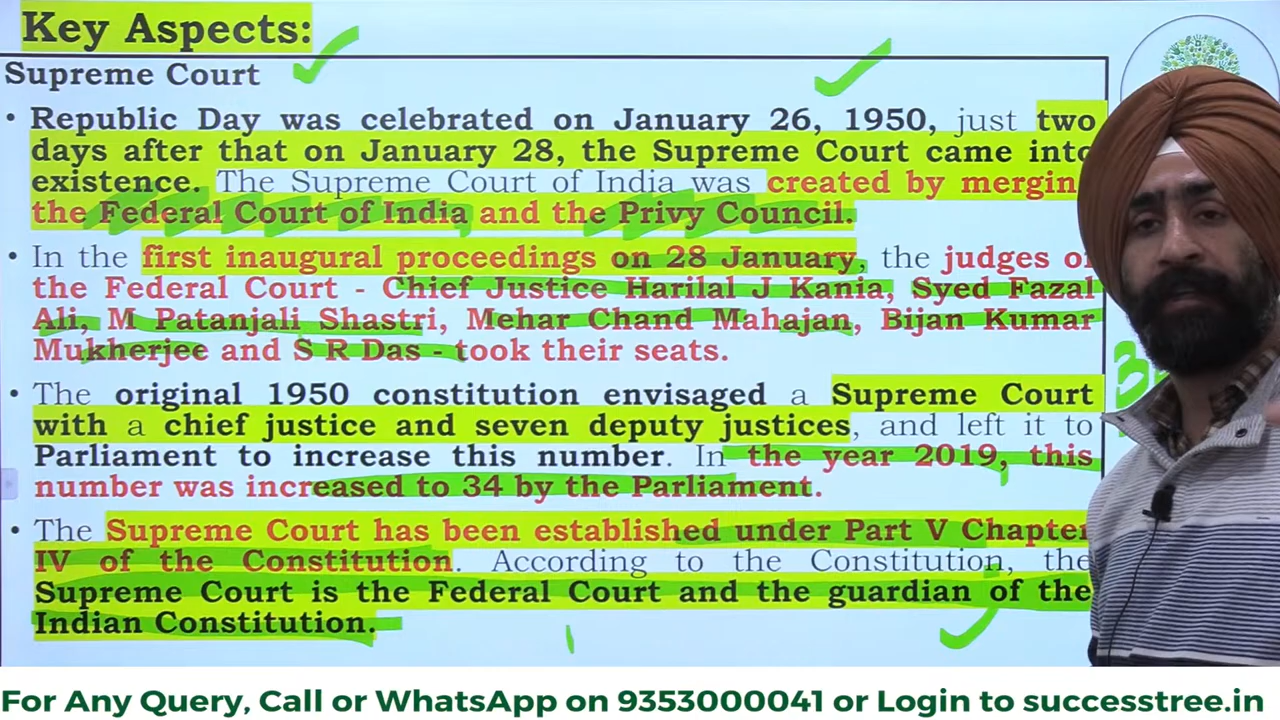 Key Aspects:
Supreme Court
• Republic Day was celebrated on January 26, 1950, just two
days after that on January 28, the Supreme Court came into
existence. The Supreme Court of India was created by merging
the Federal Court of India and the Privy Council.
• In the first inaugural proceedings on 28 January, the judges of
the Federal Court - Chief Justice Harilal J Kania, Syed Fazal
Ali, M Patanjali Shastri, Mehar Chand Mahajan, Bijan Kumar
Mukherjee and S R Das - took their seats.
• The original 1950 constitution envisaged a Supreme Court
with a chief justice and seven deputy justices, and left it to
Parliament to increase this number. In the year 2019, this
number was increased to 34 by the Parliament.
• The Supreme Court has been established under Part V Chapter
IV of the Constitution. According to the Constitution, the
Supreme Court is the Federal Court and the guardian of the
Indian Constitution.
For Any Query, Call or WhatsApp on 9353000041 or Login to successtree.in